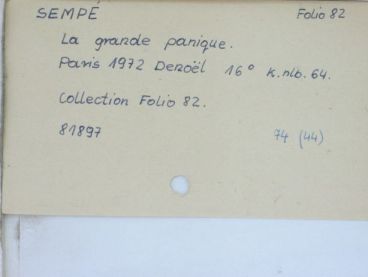 SEMPÉ Folio 82
La grande panique.
Paris 1972 Denoël 16° k.nlb. 64.
Collection Folio 82.
81897 74 (44)